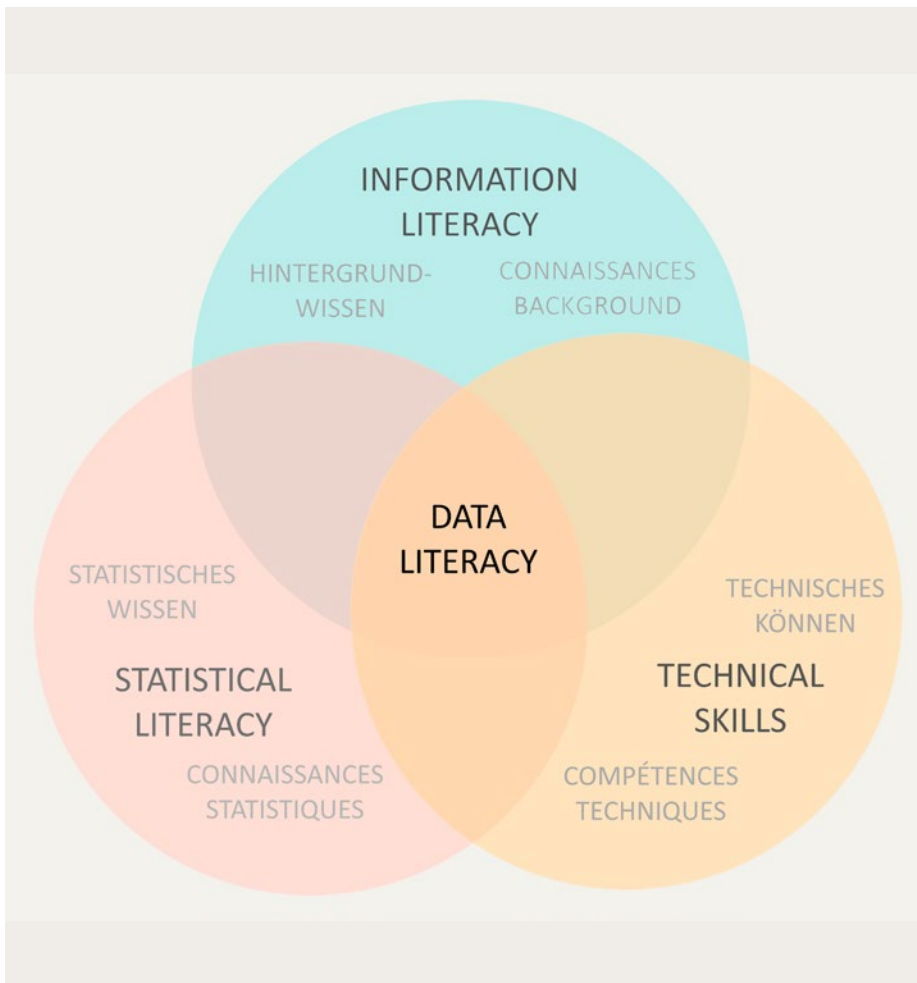 INFORMATION
LITERACY
HINTERGRUND-
WISSEN
CONNAISSANCES
BACKGROUND
DATA
LITERACY
STATISTISCHES
WISSEN
STATISTICAL
LITERACY
CONNAISSANCES
STATISTIQUES
TECHNISCHES
KÖNNEN
TECHNICAL
SKILLS
COMPÉTENCES
TECHNIQUES